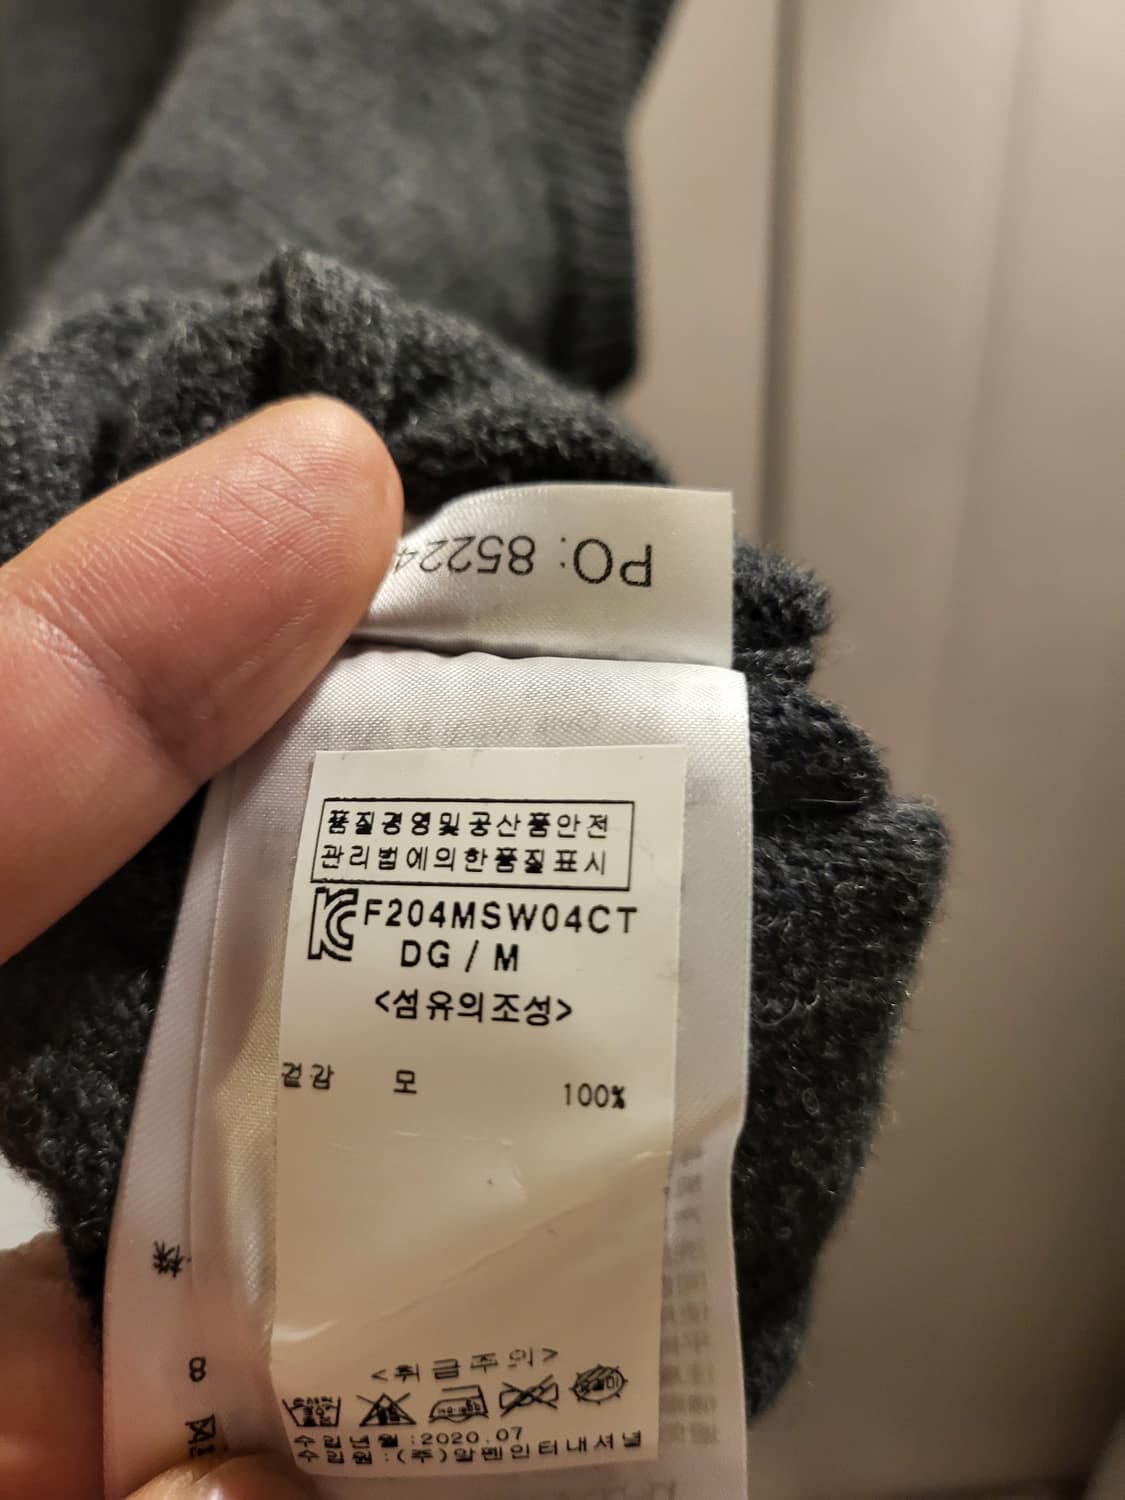 PO: 85224
품질경영및공산품안전
관리법에의한품질표시
F204MSW04CT
DG / M
<섬유의조성>
겉감 모 100%
<취급주의>
수입년월 :2020.07
수입원 :(주)알펜인터내셔널
8